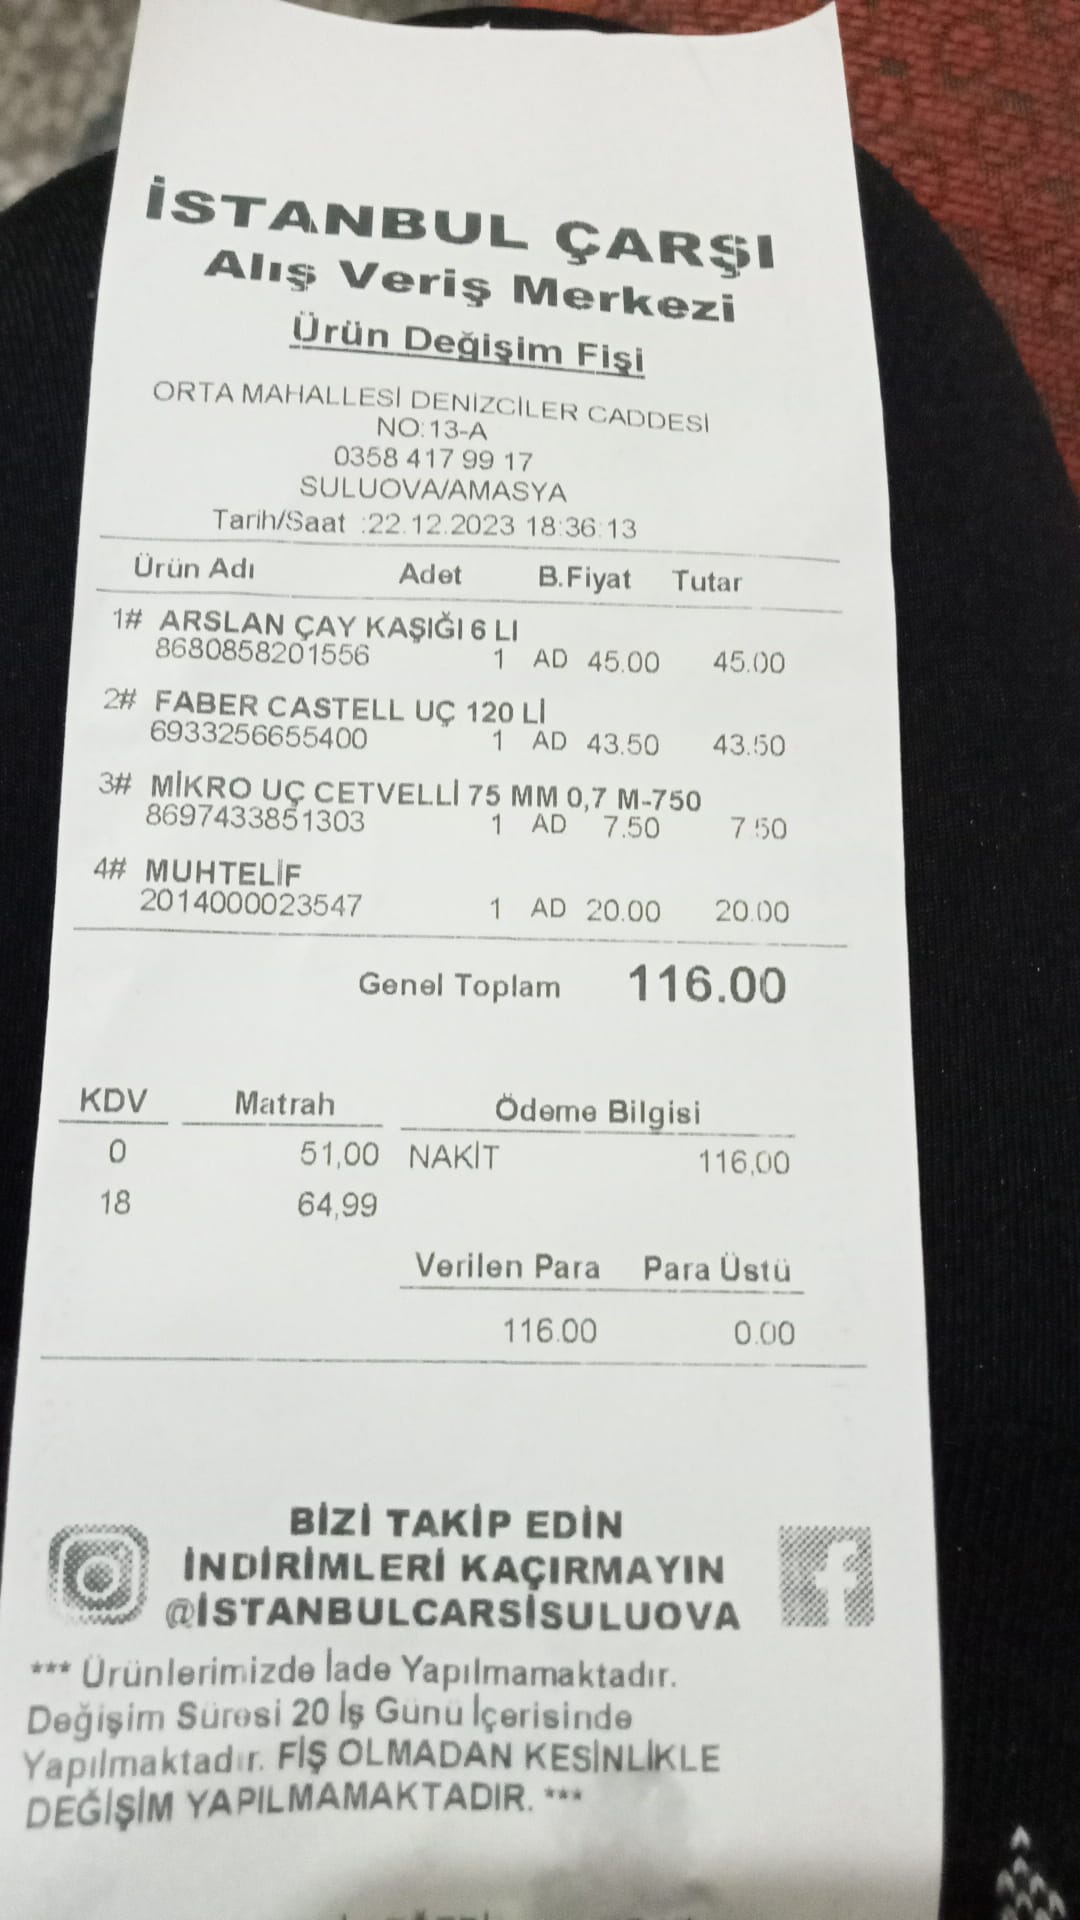 İSTANBUL ÇARŞI
Alış Veriş Merkezi
Ürün Değişim Fişi
ORTA MAHALLESİ DENİZCİLER CADDESİ
NO:13-A
0358 417 99 17
SULUOVA/AMASYA
Tarih/Saat :22.12.2023 18:36:13
Ürün Adı Adet B.Fiyat Tutar
1# ARSLAN ÇAY KAŞIĞI 6 LI
8680858201556 1 AD 45.00 45.00
2# FABER CASTELL UÇ 120 Lİ
6933256655400 1 AD 43.50 43.50
3# MİKRO UÇ CETVELLİ 75 MM 0,7 M-750
8697433851303 1 AD 7.50 7.50
4# MUHTELİF
2014000023547 1 AD 20.00 20.00
Genel Toplam 116.00
KDV Matrah Ödeme Bilgisi
0 51,00 NAKİT 116,00
18 64,99
Verilen Para Para Üstü
116.00 0.00
BİZİ TAKİP EDİN
İNDİRİMLERİ KAÇIRMAYIN
@İSTANBULCARSİSULUOVA
*** Ürünlerimizde İade Yapılmamaktadır.
Değişim Süresi 20 İş Günü İçerisinde
Yapılmaktadır. FİŞ OLMADAN KESİNLİKLE
DEĞİŞİM YAPILMAMAKTADIR. ***